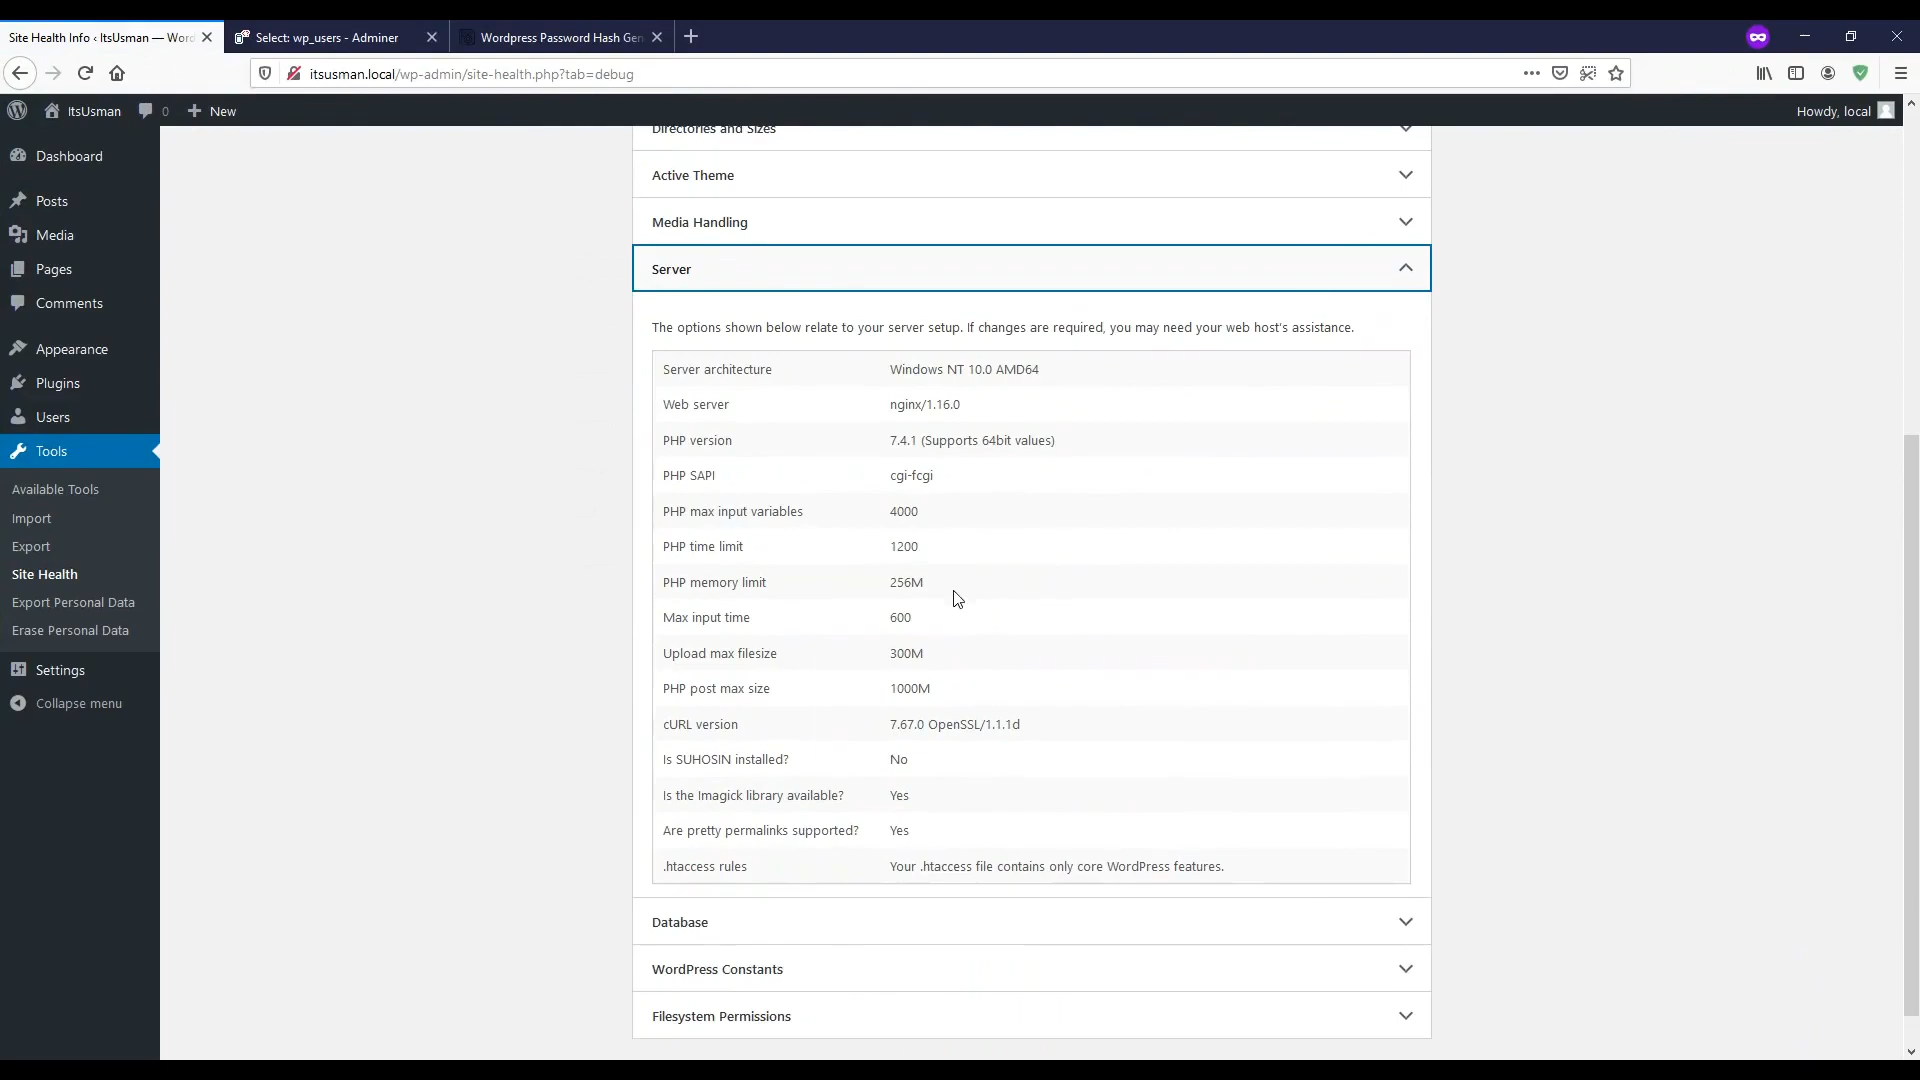 Site Health Info ‹ ItsUsman — Wor
Select: wp_users - Adminer
Wordpress Password Hash Gen
itsusman.local/wp-admin/site-health.php?tab=debug
ItsUsman
0
New
Howdy, local
Dashboard
Posts
Media
Pages
Comments
Appearance
Plugins
Users
Tools
Available Tools
Import
Export
Site Health
Export Personal Data
Erase Personal Data
Settings
Collapse menu
Directories and Sizes
Active Theme
Media Handling
Server
The options shown below relate to your server setup. If changes are required, you may need your web host's assistance.
Server architecture Windows NT 10.0 AMD64
Web server nginx/1.16.0
PHP version 7.4.1 (Supports 64bit values)
PHP SAPI cgi-fcgi
PHP max input variables 4000
PHP time limit 1200
PHP memory limit 256M
Max input time 600
Upload max filesize 300M
PHP post max size 1000M
cURL version 7.67.0 OpenSSL/1.1.1d
Is SUHOSIN installed? No
Is the Imagick library available? Yes
Are pretty permalinks supported? Yes
.htaccess rules Your .htaccess file contains only core WordPress features.
Database
WordPress Constants
Filesystem Permissions